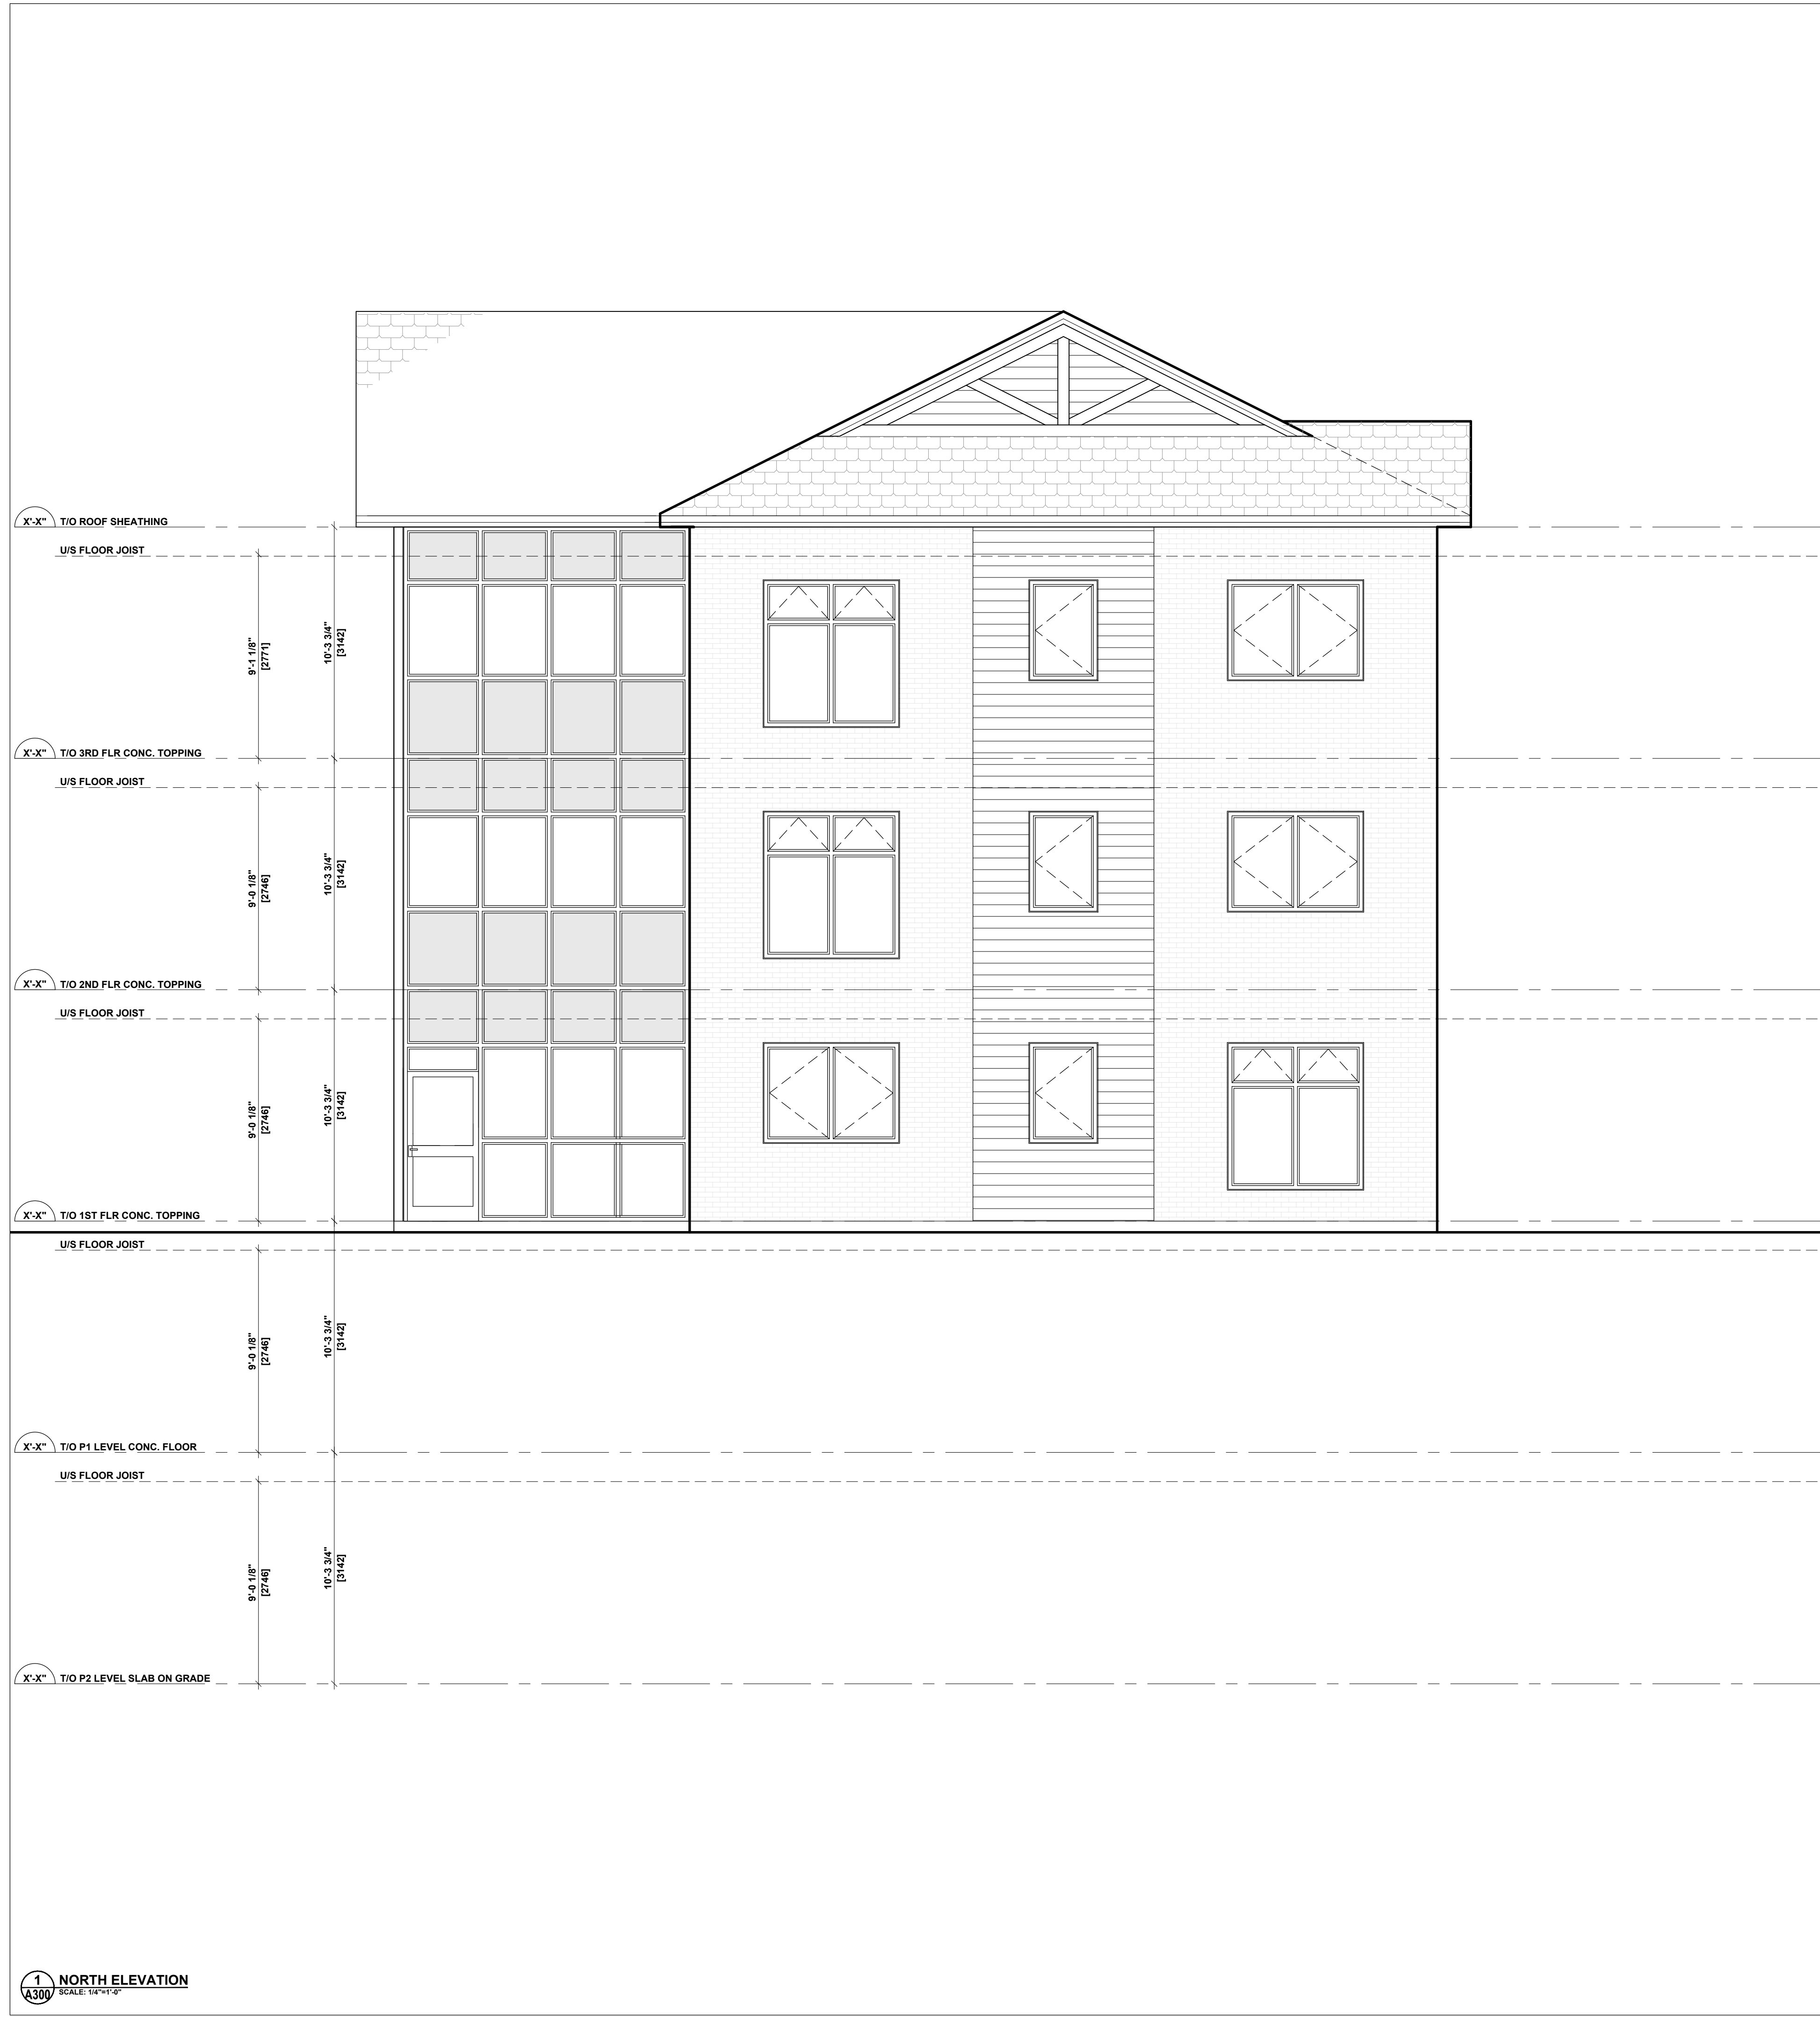 X'-X" T/O ROOF SHEATHING
U/S FLOOR JOIST
9'-1 1/8"
[2771]
10'-3 3/4"
[3142]
X'-X" T/O 3RD FLR CONC. TOPPING
U/S FLOOR JOIST
9'-0 1/8"
[2746]
10'-3 3/4"
[3142]
X'-X" T/O 2ND FLR CONC. TOPPING
U/S FLOOR JOIST
9'-0 1/8"
[2746]
10'-3 3/4"
[3142]
X'-X" T/O 1ST FLR CONC. TOPPING
U/S FLOOR JOIST
9'-0 1/8"
[2746]
10'-3 3/4"
[3142]
X'-X" T/O P1 LEVEL CONC. FLOOR
U/S FLOOR JOIST
9'-0 1/8"
[2746]
10'-3 3/4"
[3142]
X'-X" T/O P2 LEVEL SLAB ON GRADE
1 NORTH ELEVATION
A300 SCALE: 1/4"=1'-0"